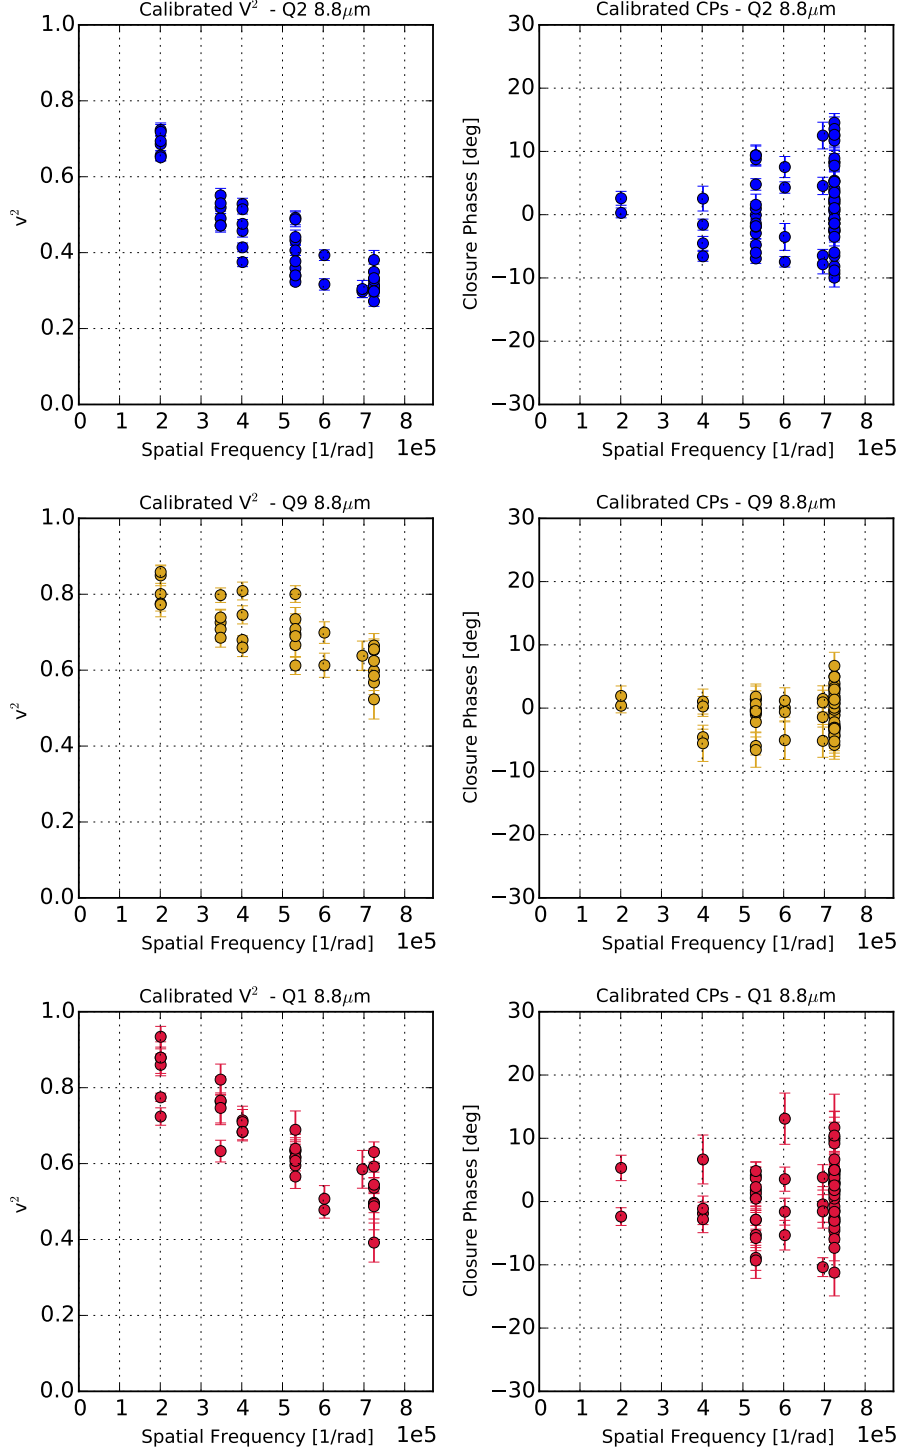 Calibrated V² - Q2 8.8μm
1.0
0.8
0.6
0.4
0.2
0.0
v²
0 1 2 3 4 5 6 7 8
Spatial Frequency [1/rad] 1e5
Calibrated CPs - Q2 8.8μm
30
20
10
0
−10
−20
−30
Closure Phases [deg]
0 1 2 3 4 5 6 7 8
Spatial Frequency [1/rad] 1e5
Calibrated V² - Q9 8.8μm
1.0
0.8
0.6
0.4
0.2
0.0
v²
0 1 2 3 4 5 6 7 8
Spatial Frequency [1/rad] 1e5
Calibrated CPs - Q9 8.8μm
30
20
10
0
−10
−20
−30
Closure Phases [deg]
0 1 2 3 4 5 6 7 8
Spatial Frequency [1/rad] 1e5
Calibrated V² - Q1 8.8μm
1.0
0.8
0.6
0.4
0.2
0.0
v²
0 1 2 3 4 5 6 7 8
Spatial Frequency [1/rad] 1e5
Calibrated CPs - Q1 8.8μm
30
20
10
0
−10
−20
−30
Closure Phases [deg]
0 1 2 3 4 5 6 7 8
Spatial Frequency [1/rad] 1e5